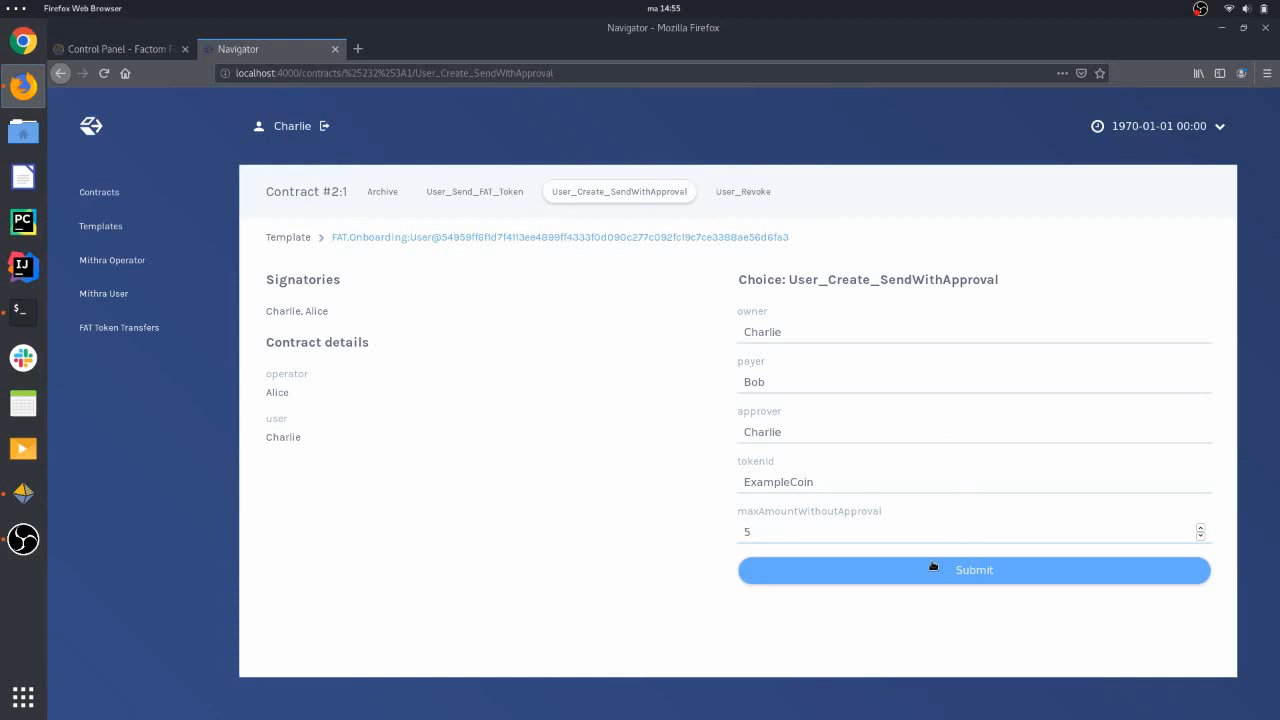 Firefox Web Browser
ma 14:55
Navigator - Mozilla Firefox
Control Panel - Factom F
Navigator
localhost:4000/contracts/%25232%253A1/User_Create_SendWithApproval
Charlie
1970-01-01 00:00
Contracts
Templates
Mithra Operator
Mithra User
FAT Token Transfers
Contract #2:1
Archive
User_Send_FAT_Token
User_Create_SendWithApproval
User_Revoke
Template
FAT.Onboarding:User@54959ff6f1d7f4113ee4899ff4333f0d090c277c092fc19c7ce3388ae56d6fa3
Signatories
Charlie, Alice
Contract details
operator
Alice
user
Charlie
Choice: User_Create_SendWithApproval
owner
Charlie
payer
Bob
approver
Charlie
tokenId
ExampleCoin
maxAmountWithoutApproval
5
Submit
PC
IJ
$_